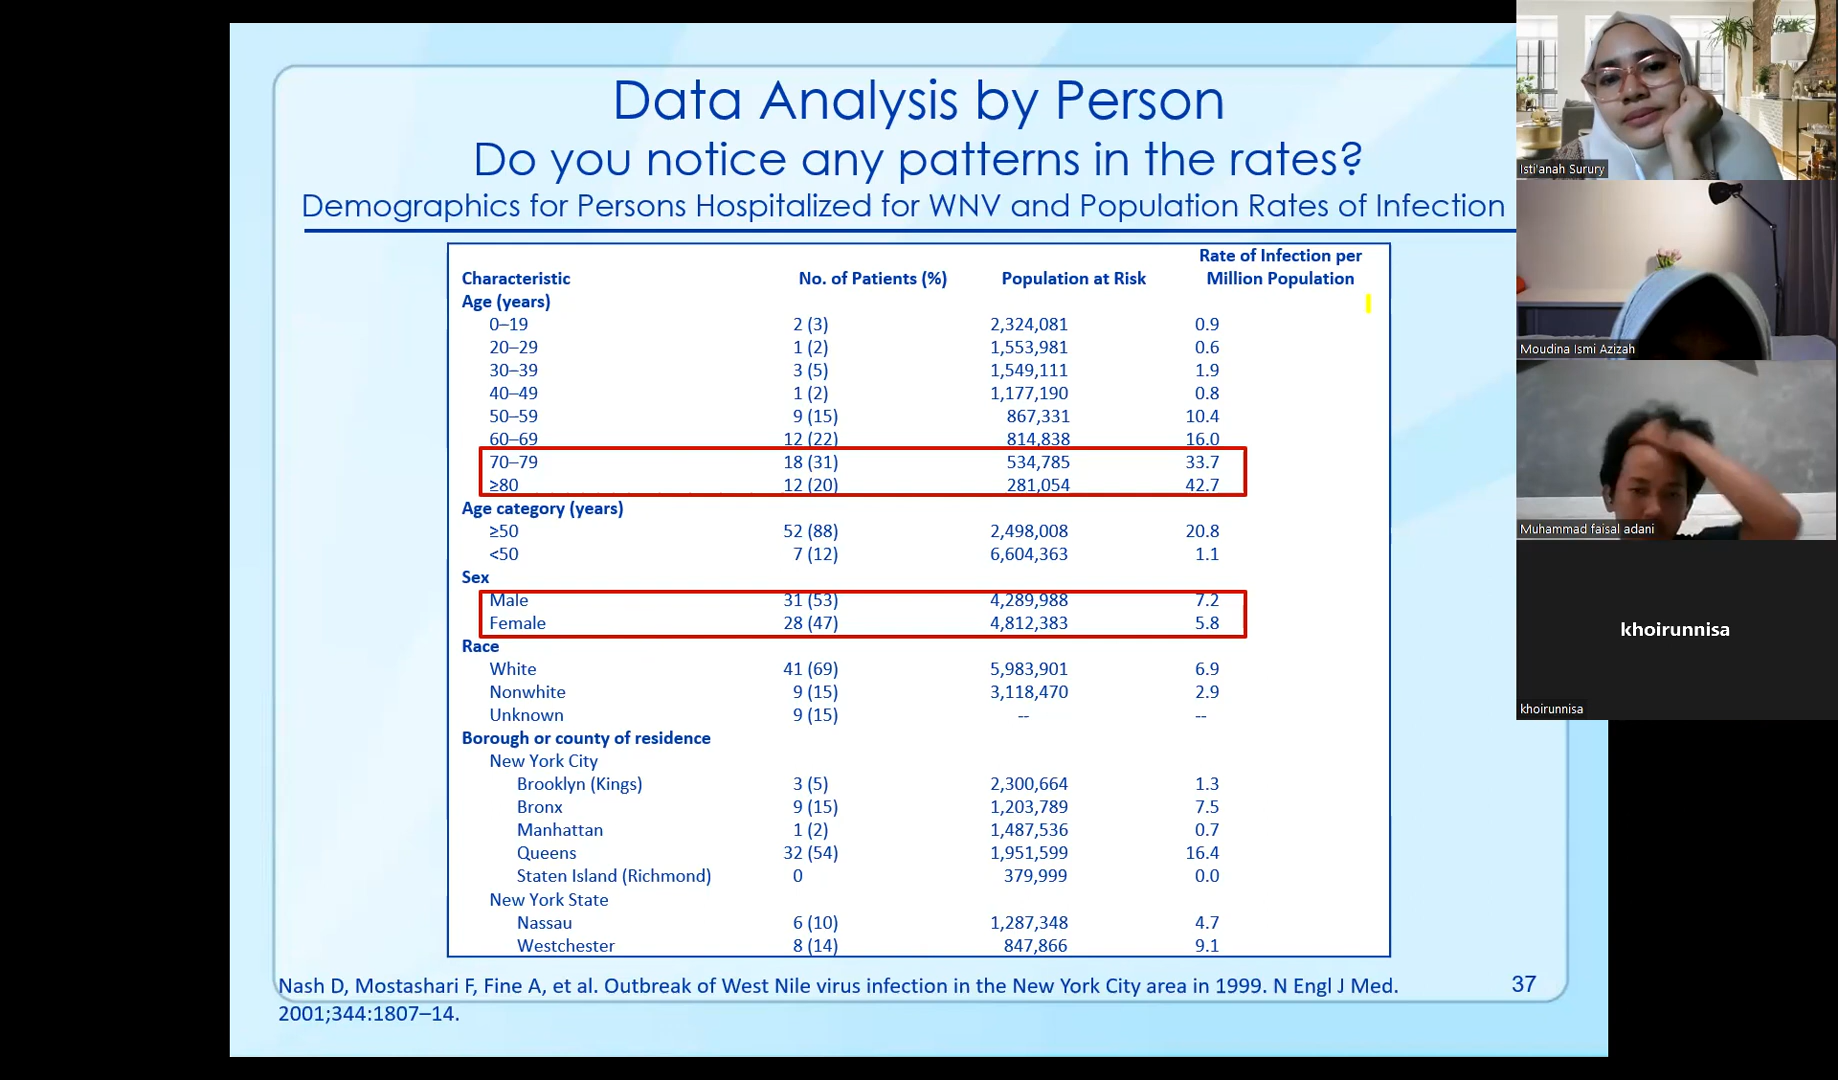 Data Analysis by Person
Do you notice any patterns in the rates?
Demographics for Persons Hospitalized for WNV and Population Rates of Infection
Characteristic No. of Patients (%) Population at Risk Rate of Infection per Million Population
Age (years)
0–19 2 (3) 2,324,081 0.9
20–29 1 (2) 1,553,981 0.6
30–39 3 (5) 1,549,111 1.9
40–49 1 (2) 1,177,190 0.8
50–59 9 (15) 867,331 10.4
60–69 12 (22) 814,838 16.0
70–79 18 (31) 534,785 33.7
≥80 12 (20) 281,054 42.7
Age category (years)
≥50 52 (88) 2,498,008 20.8
<50 7 (12) 6,604,363 1.1
Sex
Male 31 (53) 4,289,988 7.2
Female 28 (47) 4,812,383 5.8
Race
White 41 (69) 5,983,901 6.9
Nonwhite 9 (15) 3,118,470 2.9
Unknown 9 (15) -- --
Borough or county of residence
New York City
Brooklyn (Kings) 3 (5) 2,300,664 1.3
Bronx 9 (15) 1,203,789 7.5
Manhattan 1 (2) 1,487,536 0.7
Queens 32 (54) 1,951,599 16.4
Staten Island (Richmond) 0 379,999 0.0
New York State
Nassau 6 (10) 1,287,348 4.7
Westchester 8 (14) 847,866 9.1
Nash D, Mostashari F, Fine A, et al. Outbreak of West Nile virus infection in the New York City area in 1999. N Engl J Med.
2001;344:1807–14.
37
Isti'anah Surury
Moudina Ismi Azizah
Muhammad faisal adani
khoirunnisa
khoirunnisa